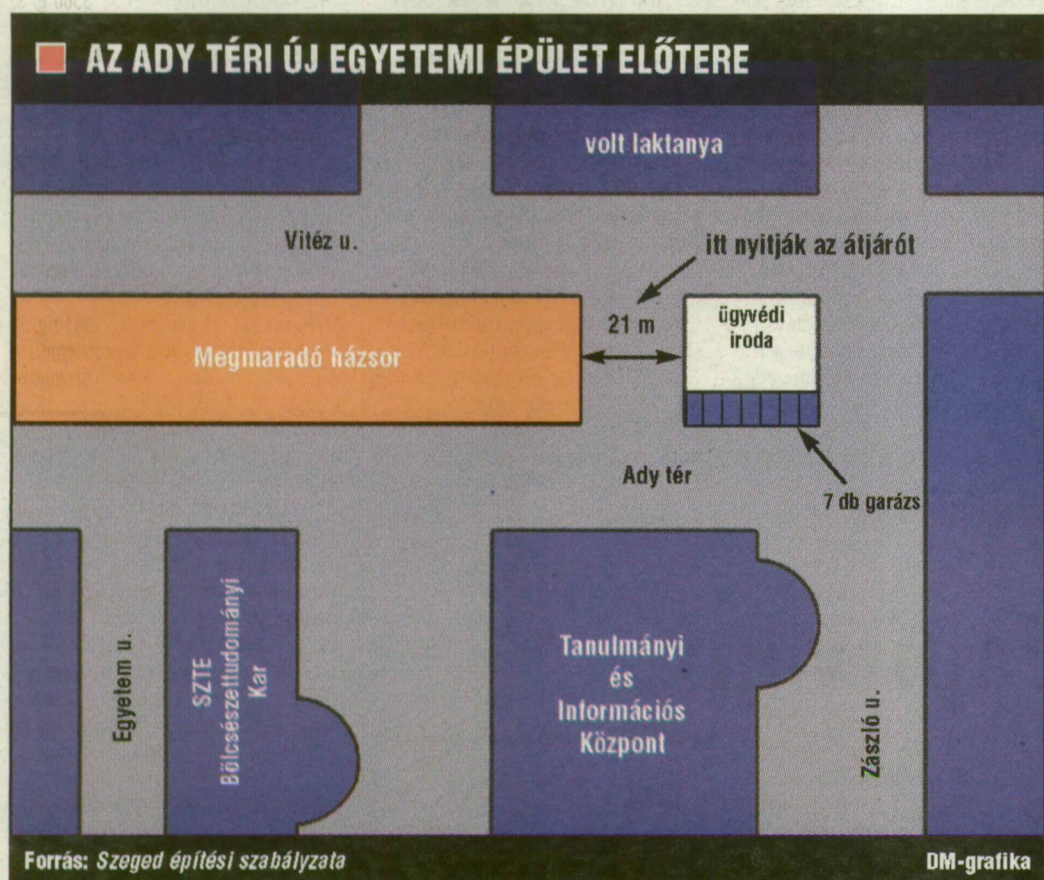 AZ ADY TÉRI ÚJ EGYETEMI ÉPÜLET ELŐTERE
volt laktanya
Vitéz u.
itt nyitják az átjárót
21 m
ügyvédi
iroda
Megmaradó házsor
Ady tér
7 db garázs
Egyetem u.
SZTE
Bölcsészettudományi
Kar
Tanulmányi
és
Információs
Központ
Zászló u.
Forrás: Szeged építési szabályzata
DM-grafika